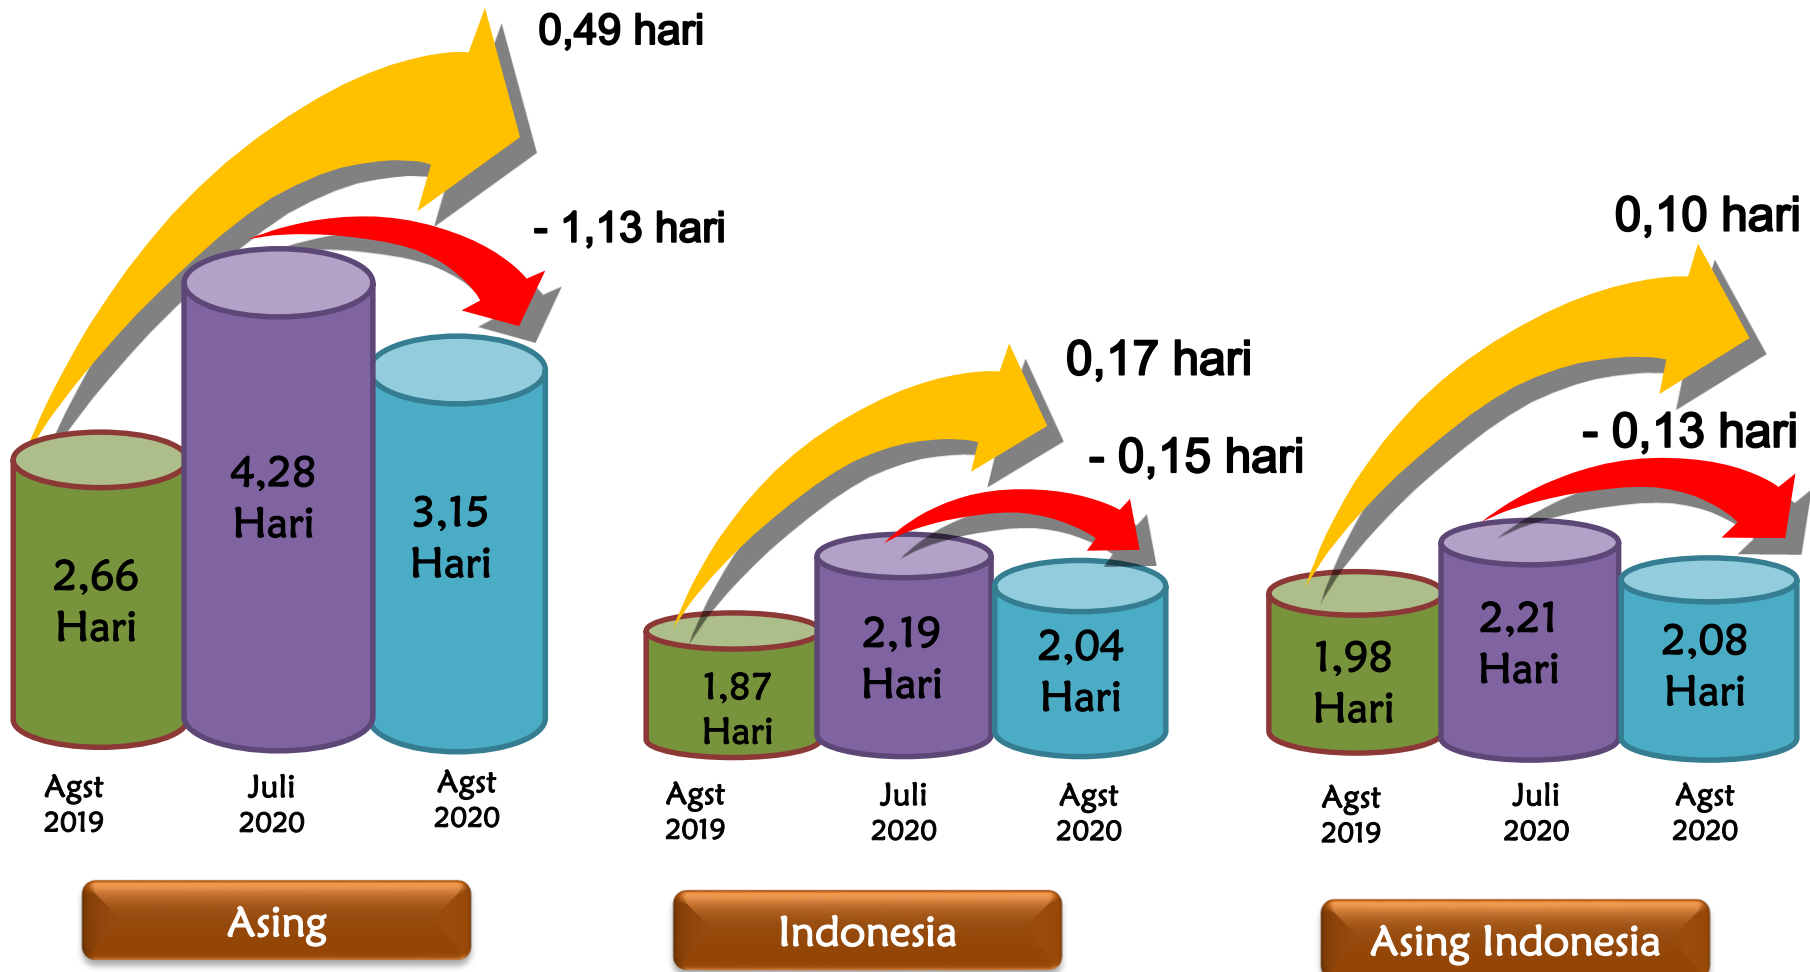 0,49 hari
- 1,13 hari
2,66
Hari
4,28
Hari
3,15
Hari
Agst
2019
Juli
2020
Agst
2020
Asing
0,17 hari
- 0,15 hari
1,87
Hari
2,19
Hari
2,04
Hari
Agst
2019
Juli
2020
Agst
2020
Indonesia
0,10 hari
- 0,13 hari
1,98
Hari
2,21
Hari
2,08
Hari
Agst
2019
Juli
2020
Agst
2020
Asing Indonesia